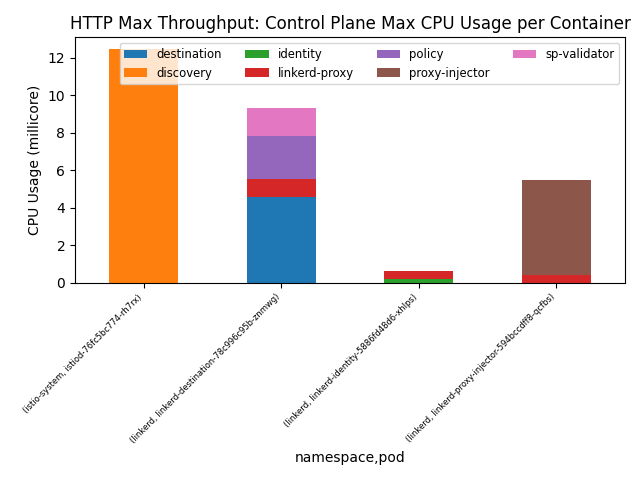 HTTP Max Throughput: Control Plane Max CPU Usage per Container
CPU Usage (millicore)
12
10
8
6
4
2
0
destination
discovery
identity
linkerd-proxy
policy
proxy-injector
sp-validator
(istio-system, istiod-76fc5bc774-rh7rx)
(linkerd, linkerd-destination-78c996c95b-znmwg)
(linkerd, linkerd-identity-5886fd48d6-xhlps)
(linkerd, linkerd-proxy-injector-594bccdff8-qcfbs)
namespace,pod